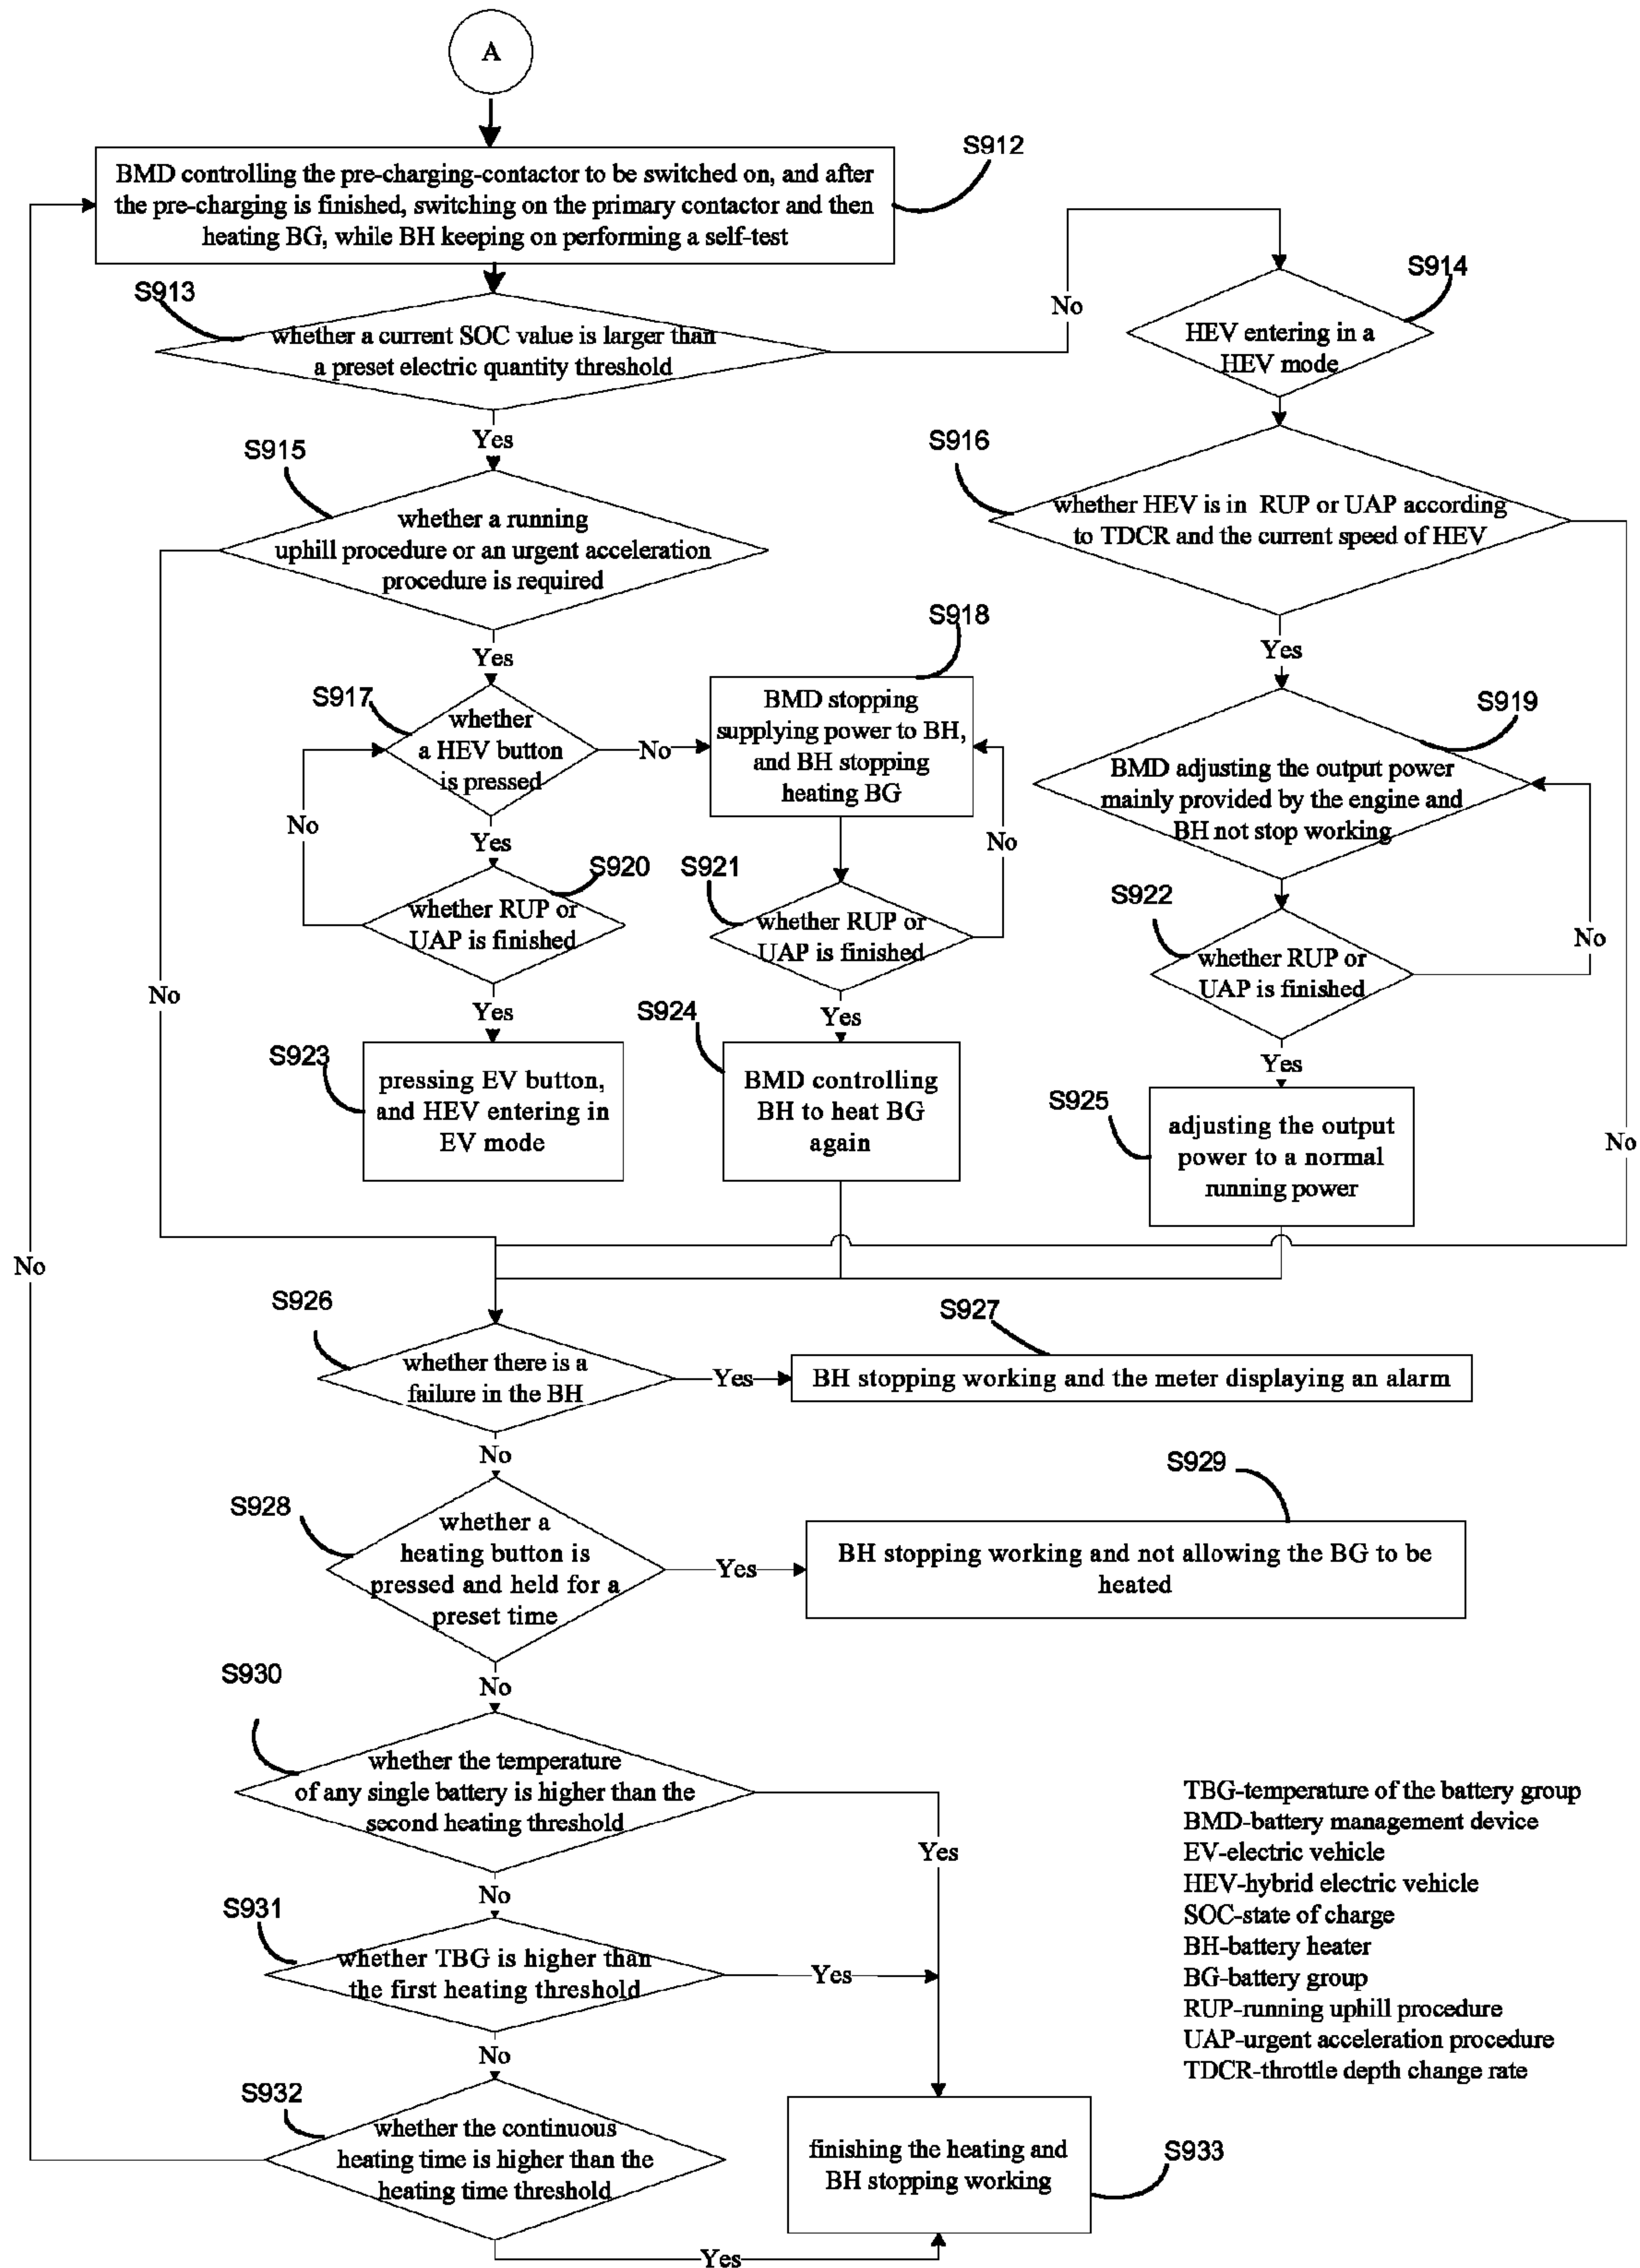 A
S912
BMD controlling the pre-charging-contactor to be switched on, and after
the pre-charging is finished, switching on the primary contactor and then
heating BG, while BH keeping on performing a self-test
S913
whether a current SOC value is larger than
a preset electric quantity threshold
No
S914
HEV entering in a
HEV mode
Yes
S915
whether a running
uphill procedure or an urgent acceleration
procedure is required
S916
whether HEV is in RUP or UAP according
to TDCR and the current speed of HEV
Yes
Yes
S917
whether
a HEV button
is pressed
No
S918
BMD stopping
supplying power to BH,
and BH stopping
heating BG
S919
BMD adjusting the output power
mainly provided by the engine and
BH not stop working
No
Yes
No
S920
whether RUP or
UAP is finished
S921
whether RUP or
UAP is finished
S922
whether RUP or
UAP is finished
No
No
Yes
Yes
Yes
S923
pressing EV button,
and HEV entering in
EV mode
S924
BMD controlling
BH to heat BG
again
S925
adjusting the output
power to a normal
running power
No
No
S926
whether there is a
failure in the BH
Yes
S927
BH stopping working and the meter displaying an alarm
No
S928
whether a
heating button is
pressed and held for a
preset time
Yes
S929
BH stopping working and not allowing the BG to be
heated
No
S930
whether the temperature
of any single battery is higher than the
second heating threshold
Yes
No
S931
whether TBG is higher than
the first heating threshold
Yes
No
S932
whether the continuous
heating time is higher than the
heating time threshold
Yes
finishing the heating and
BH stopping working
S933
TBG-temperature of the battery group
BMD-battery management device
EV-electric vehicle
HEV-hybrid electric vehicle
SOC-state of charge
BH-battery heater
BG-battery group
RUP-running uphill procedure
UAP-urgent acceleration procedure
TDCR-throttle depth change rate